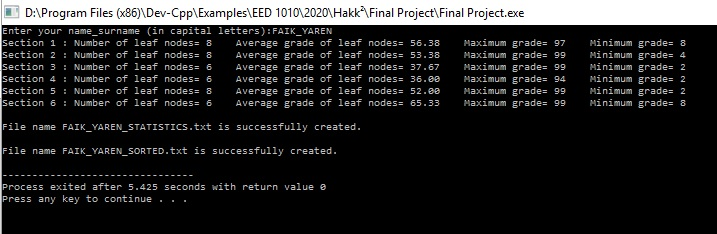 D:\Program Files (x86)\Dev-Cpp\Examples\EED 1010\2020\Hakk²\Final Project\Final Project.exe
Enter your name_surname (in capital letters):FAIK_YAREN
Section 1 : Number of leaf nodes= 8 Average grade of leaf nodes= 56.38 Maximum grade= 97 Minimum grade= 8
Section 2 : Number of leaf nodes= 8 Average grade of leaf nodes= 53.38 Maximum grade= 99 Minimum grade= 4
Section 3 : Number of leaf nodes= 6 Average grade of leaf nodes= 37.67 Maximum grade= 99 Minimum grade= 2
Section 4 : Number of leaf nodes= 6 Average grade of leaf nodes= 36.00 Maximum grade= 94 Minimum grade= 2
Section 5 : Number of leaf nodes= 8 Average grade of leaf nodes= 52.00 Maximum grade= 99 Minimum grade= 2
Section 6 : Number of leaf nodes= 6 Average grade of leaf nodes= 65.33 Maximum grade= 99 Minimum grade= 8
File name FAIK_YAREN_STATISTICS.txt is successfully created.
File name FAIK_YAREN_SORTED.txt is successfully created.
--------------------------------
Process exited after 5.425 seconds with return value 0
Press any key to continue . . .